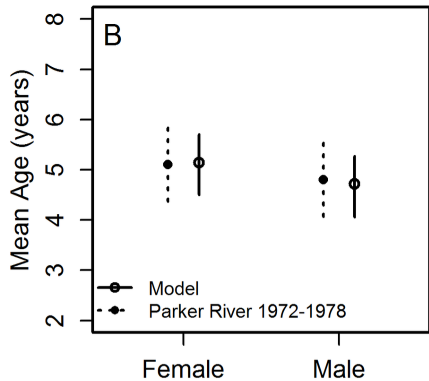 B
Mean Age (years)
8
7
6
5
4
3
2
Model
Parker River 1972-1978
Female
Male